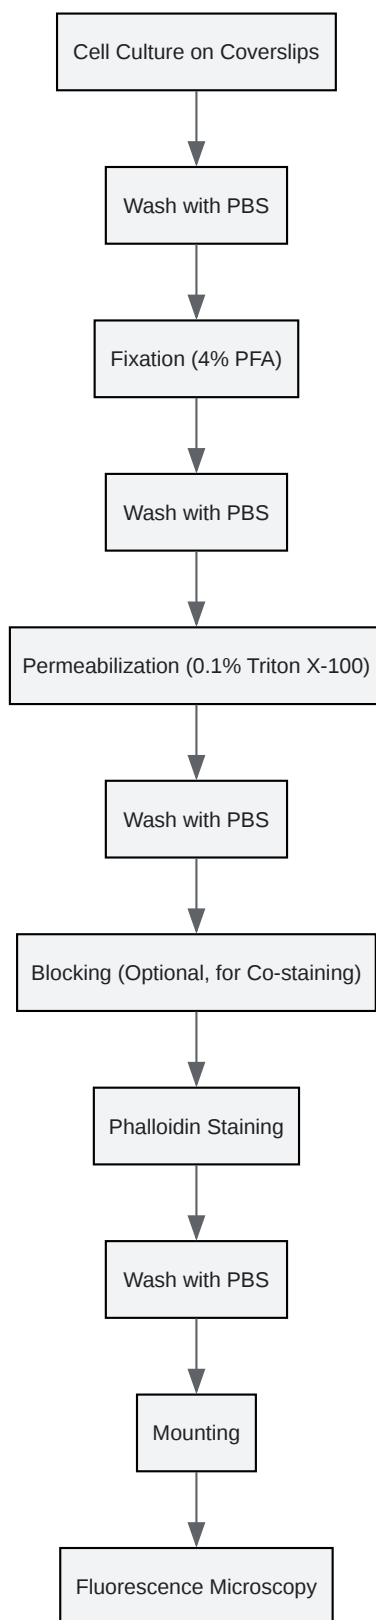 Cell Culture on Coverslips
Wash with PBS
Fixation (4% PFA)
Wash with PBS
Permeabilization (0.1% Triton X-100)
Wash with PBS
Blocking (Optional, for Co-staining)
Phalloidin Staining
Wash with PBS
Mounting
Fluorescence Microscopy